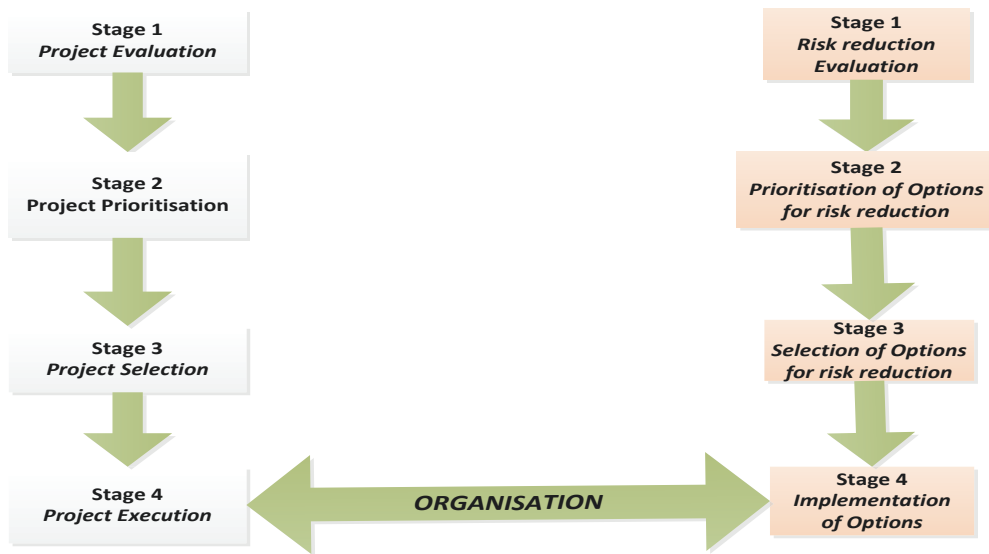 Stage 1
Project Evaluation
Stage 2
Project Prioritisation
Stage 3
Project Selection
Stage 4
Project Execution
ORGANISATION
Stage 1
Risk reduction
Evaluation
Stage 2
Prioritisation of Options
for risk reduction
Stage 3
Selection of Options
for risk reduction
Stage 4
Implementation
of Options